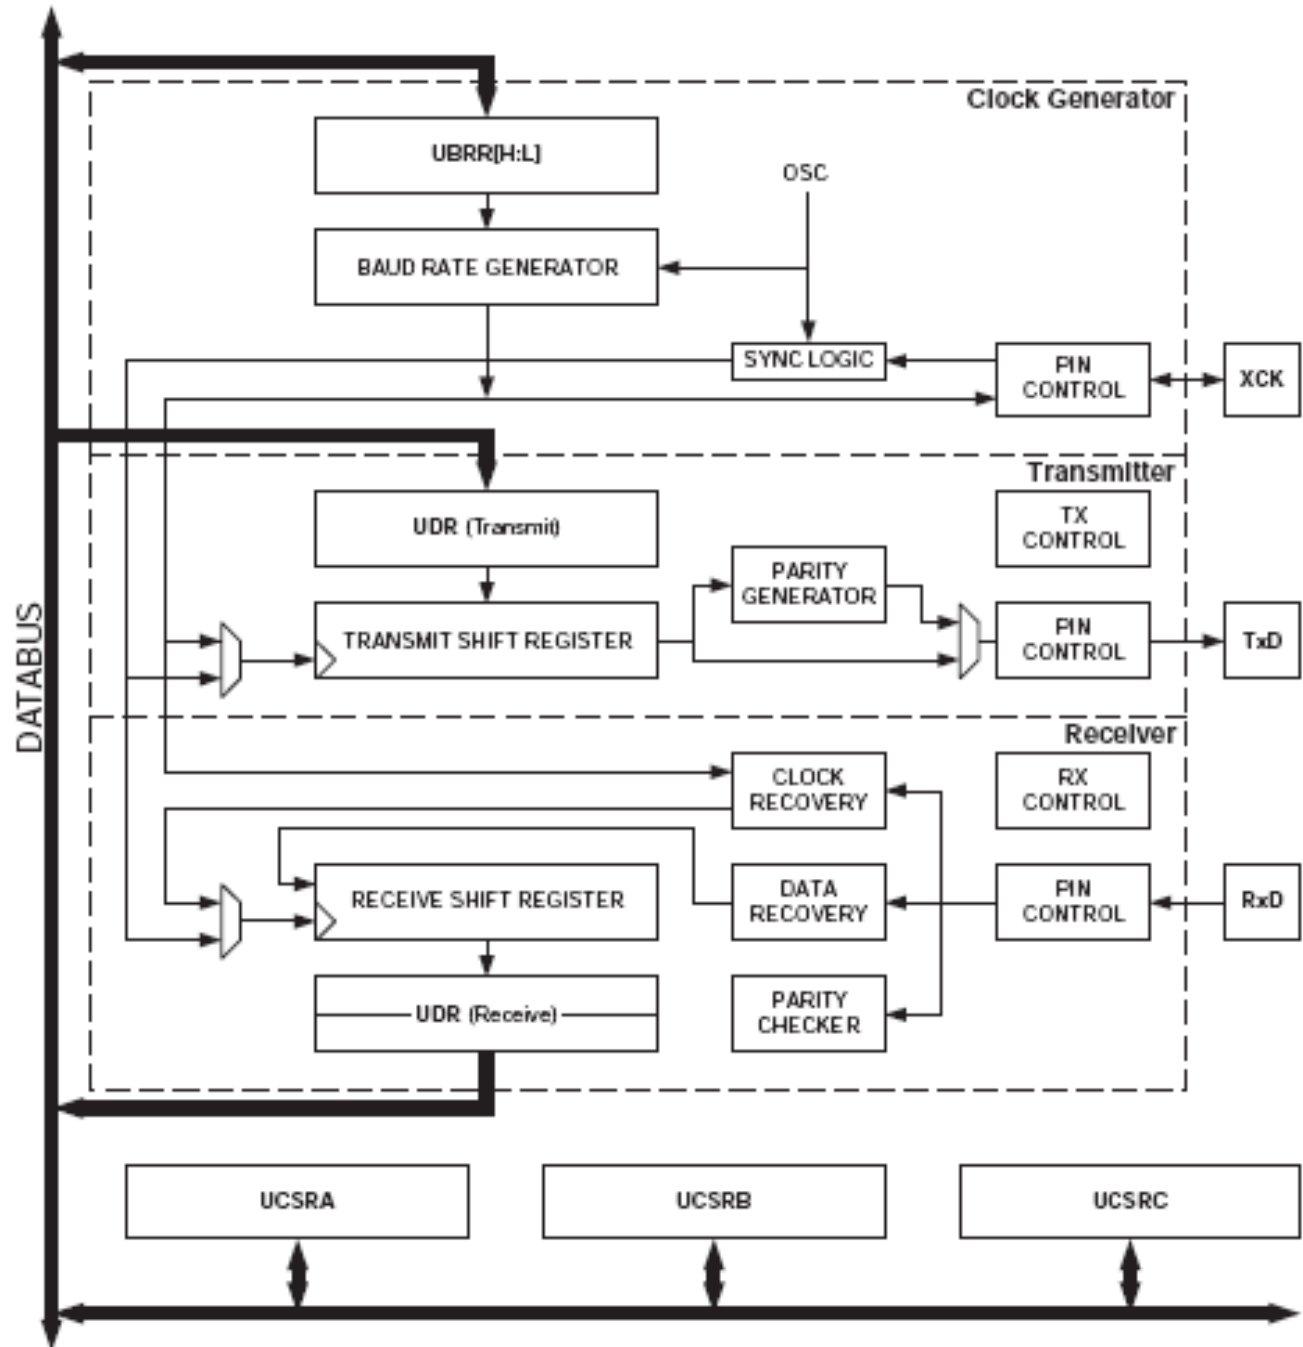 Clock Generator
UBRR[H:L]
OSC
BAUD RATE GENERATOR
SYNC LOGIC
PIN
CONTROL
XCK
Transmitter
TX
CONTROL
UDR (Transmit)
PARITY
GENERATOR
TRANSMIT SHIFT REGISTER
PIN
CONTROL
TxD
DATABUS
Receiver
CLOCK
RECOVERY
RX
CONTROL
RECEIVE SHIFT REGISTER
DATA
RECOVERY
PIN
CONTROL
RxD
UDR (Receive)
PARITY
CHECKER
UCSRA
UCSRB
UCSRC